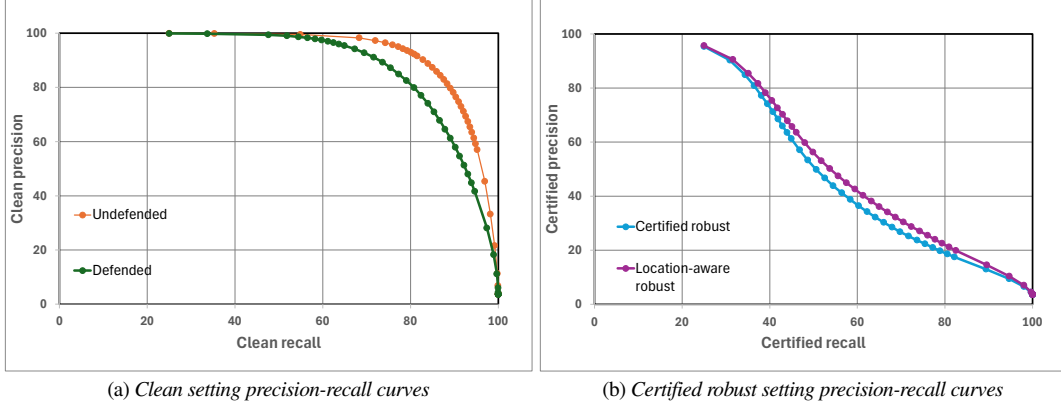 100
80
60
40
20
0
Clean precision
Undefended
Defended
0 20 40 60 80 100
Clean recall
(a) Clean setting precision-recall curves
100
80
60
40
20
0
Certified precision
Certified robust
Location-aware
robust
0 20 40 60 80 100
Certified recall
(b) Certified robust setting precision-recall curves